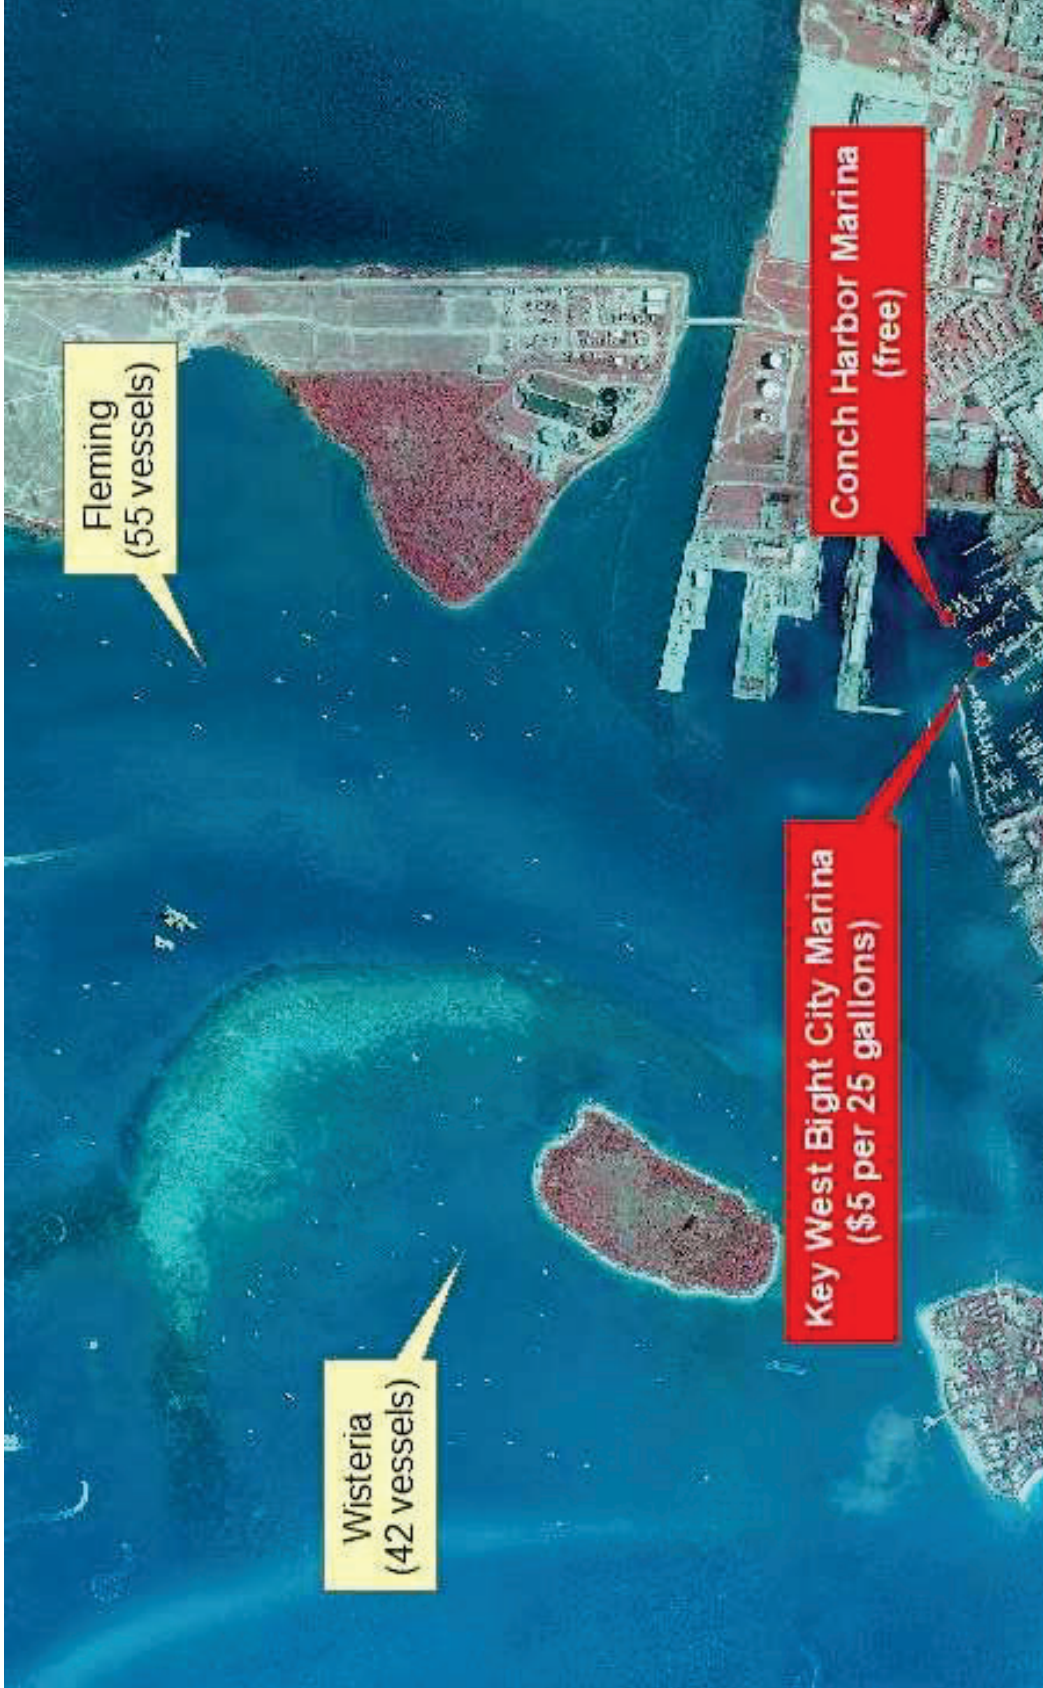 Fleming
(55 vessels)
Wisteria
(42 vessels)
Conch Harbor Marina
(free)
Key West Bight City Marina
($5 per 25 gallons)